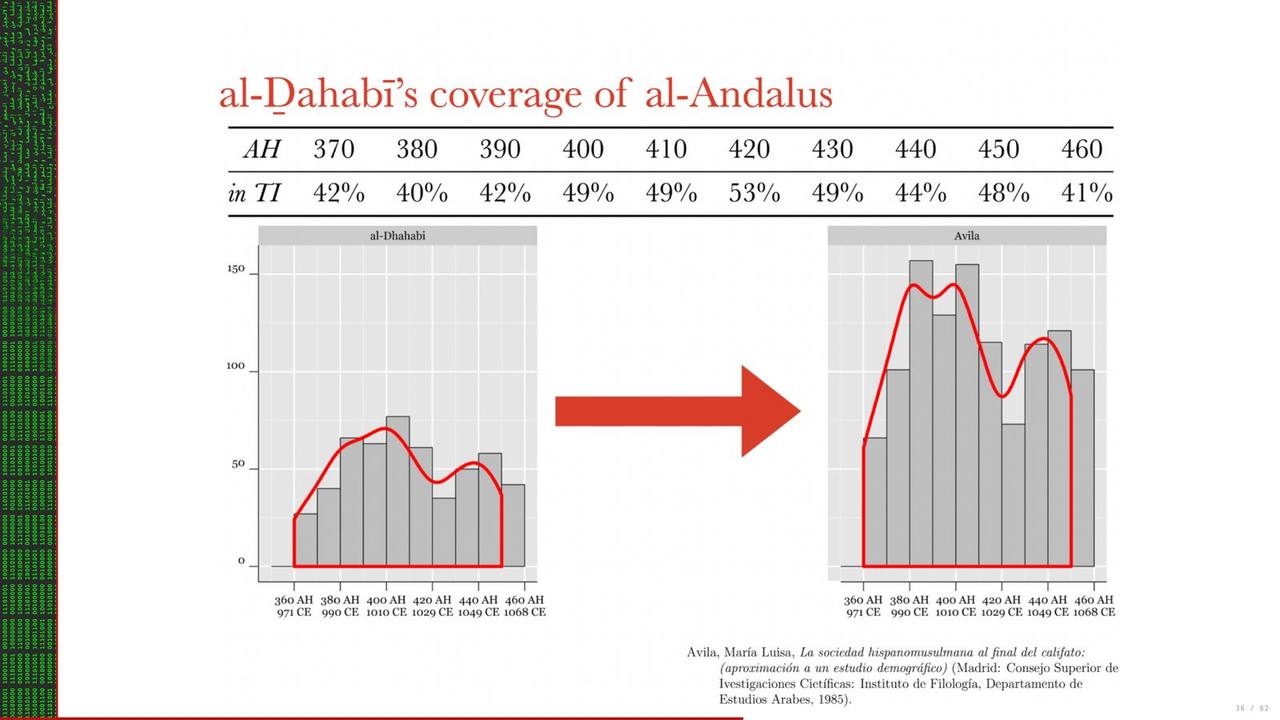 al-Ḏahabī’s coverage of al-Andalus
AH 370 380 390 400 410 420 430 440 450 460
in TI 42% 40% 42% 49% 49% 53% 49% 44% 48% 41%
al-Dhahabi
150
100
50
0
360 AH 380 AH 400 AH 420 AH 440 AH 460 AH
971 CE 990 CE 1010 CE 1029 CE 1049 CE 1068 CE
Avila
360 AH 380 AH 400 AH 420 AH 440 AH 460 AH
971 CE 990 CE 1010 CE 1029 CE 1049 CE 1068 CE
Avila, María Luisa, La sociedad hispanomusulmana al final del califato:
(aproximación a un estudio demográfico) (Madrid: Consejo Superior de
Ivestigaciones Cietíficas: Instituto de Filología, Departamento de
Estudios Arabes, 1985).
36 / 62